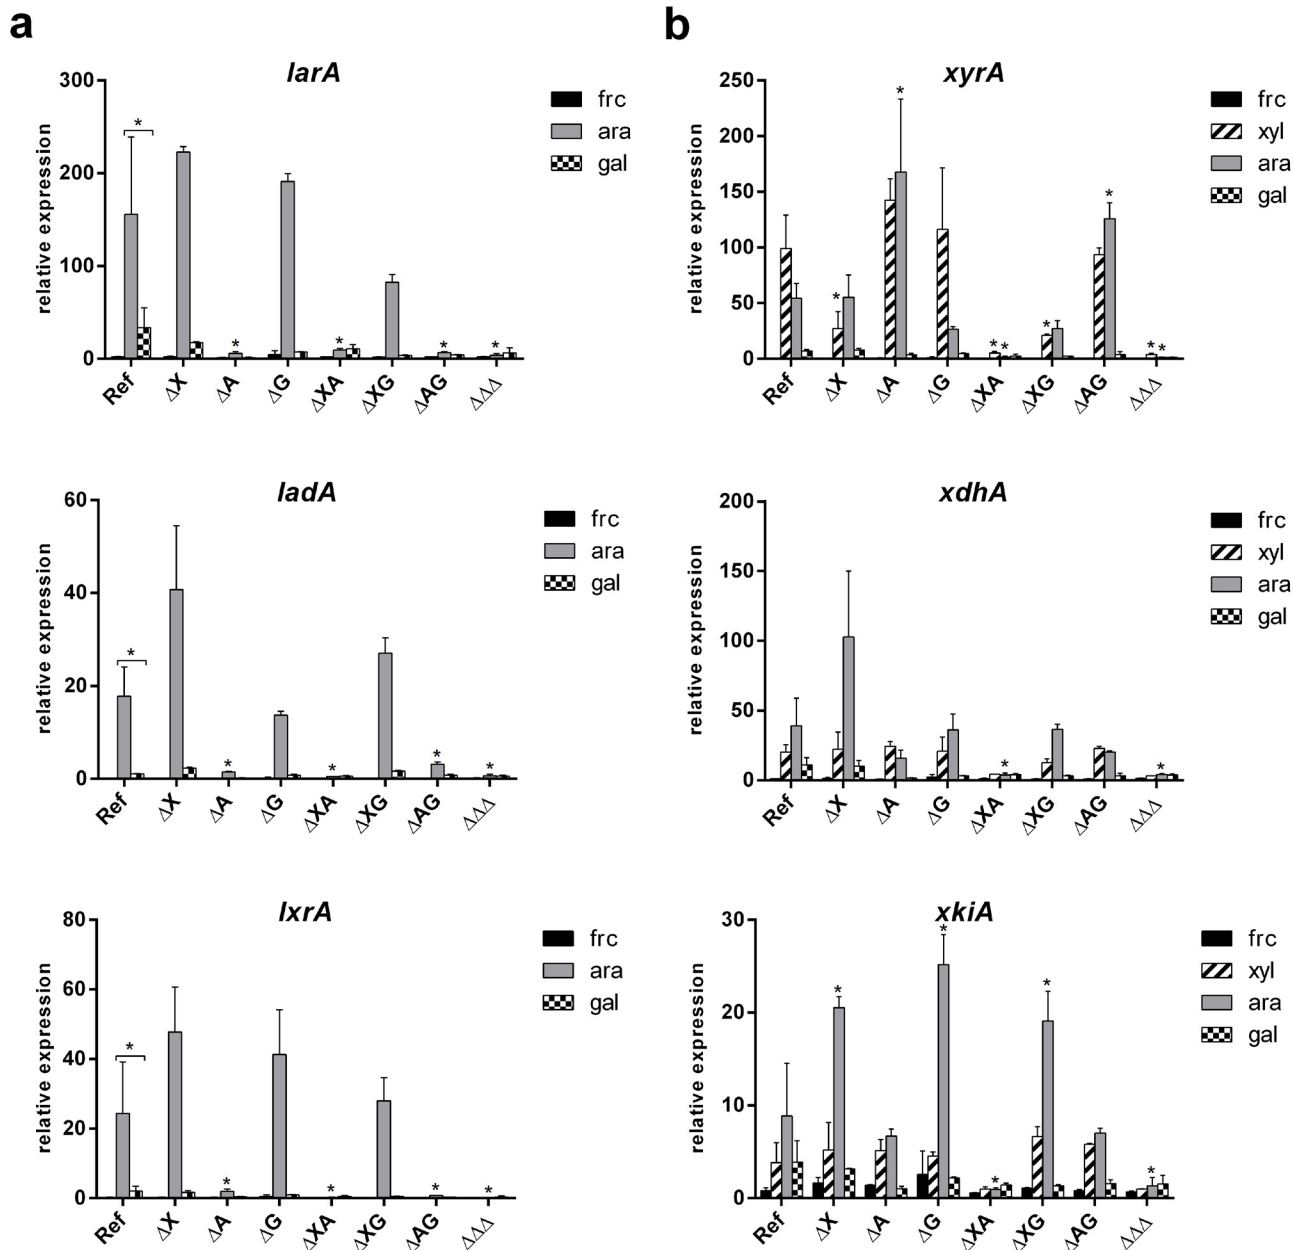 a
larA
300
200
100
0
relative expression
*
*
*
*
*
Ref
ΔX
ΔA
ΔG
ΔXA
ΔXG
ΔAG
ΔΔΔ
frc
ara
gal
ladA
60
40
20
0
relative expression
*
*
*
*
*
Ref
ΔX
ΔA
ΔG
ΔXA
ΔXG
ΔAG
ΔΔΔ
frc
ara
gal
lxrA
80
60
40
20
0
relative expression
*
*
*
*
*
Ref
ΔX
ΔA
ΔG
ΔXA
ΔXG
ΔAG
ΔΔΔ
frc
ara
gal
b
xyrA
250
200
150
100
50
0
relative expression
*
*
* *
*
*
* *
Ref
ΔX
ΔA
ΔG
ΔXA
ΔXG
ΔAG
ΔΔΔ
frc
xyl
ara
gal
xdhA
200
150
100
50
0
relative expression
*
*
Ref
ΔX
ΔA
ΔG
ΔXA
ΔXG
ΔAG
ΔΔΔ
frc
xyl
ara
gal
xkiA
30
20
10
0
relative expression
*
*
*
*
*
Ref
ΔX
ΔA
ΔG
ΔXA
ΔXG
ΔAG
ΔΔΔ
frc
xyl
ara
gal